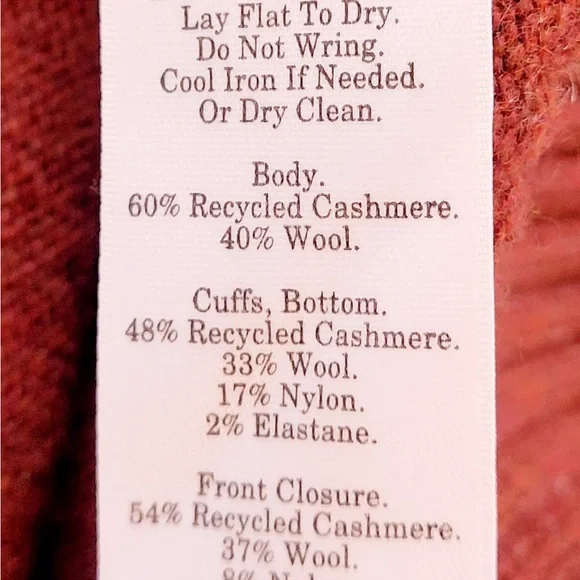 Lay Flat To Dry.
Do Not Wring.
Cool Iron If Needed.
Or Dry Clean.
Body.
60% Recycled Cashmere.
40% Wool.
Cuffs, Bottom.
48% Recycled Cashmere.
33% Wool.
17% Nylon.
2% Elastane.
Front Closure.
54% Recycled Cashmere.
37% Wool.